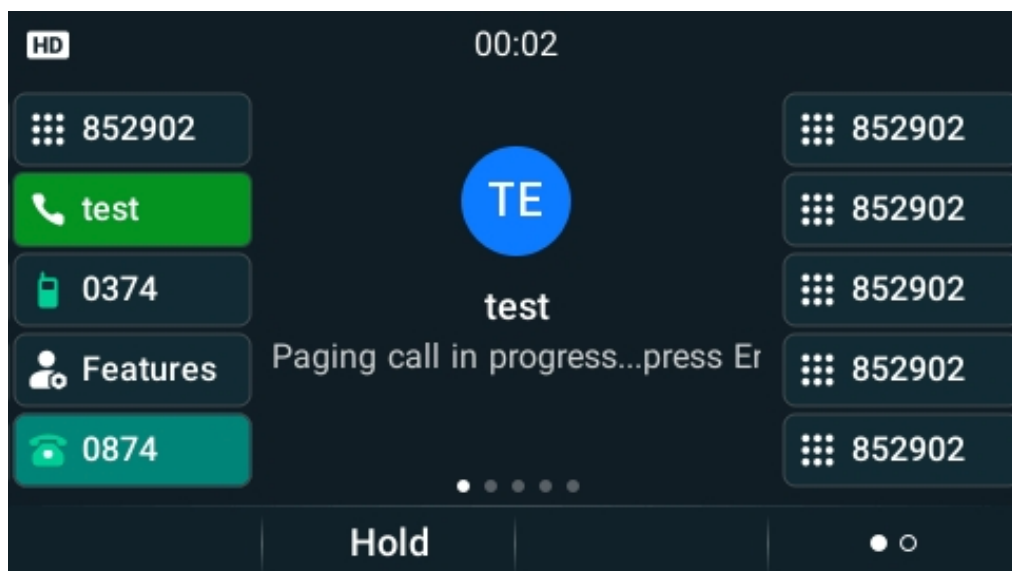 HD
00:02
852902
test
0374
Features
0874
TE
test
Paging call in progress...press Er
852902
852902
852902
852902
852902
Hold